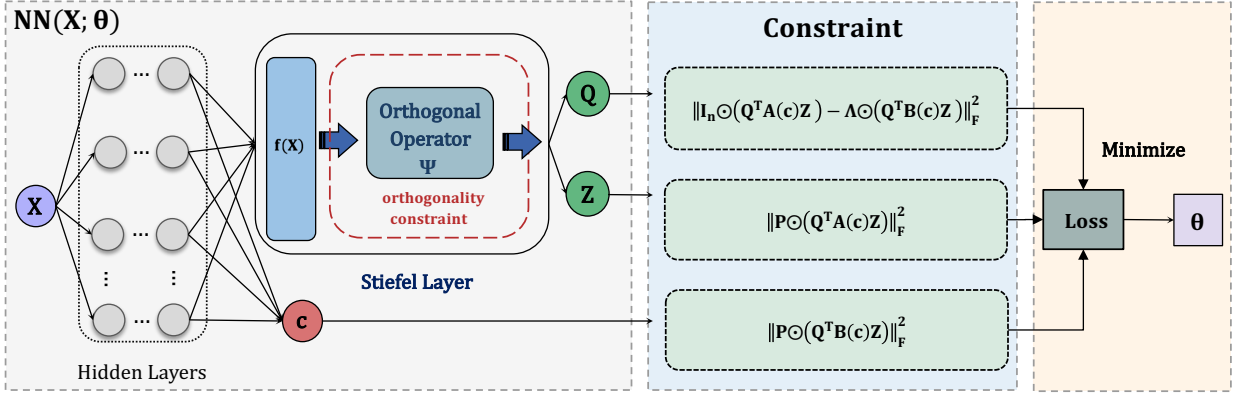 NN(X; θ)
X
...
...
...
...
⋮
⋮
Hidden Layers
f(X)
Orthogonal
Operator
Ψ
orthogonality
constraint
Stiefel Layer
Q
Z
c
Constraint
‖Iₙ⊙(QᵀA(c)Z) − Λ⊙(QᵀB(c)Z)‖²_F
‖P⊙(QᵀA(c)Z)‖²_F
‖P⊙(QᵀB(c)Z)‖²_F
Minimize
Loss
θ